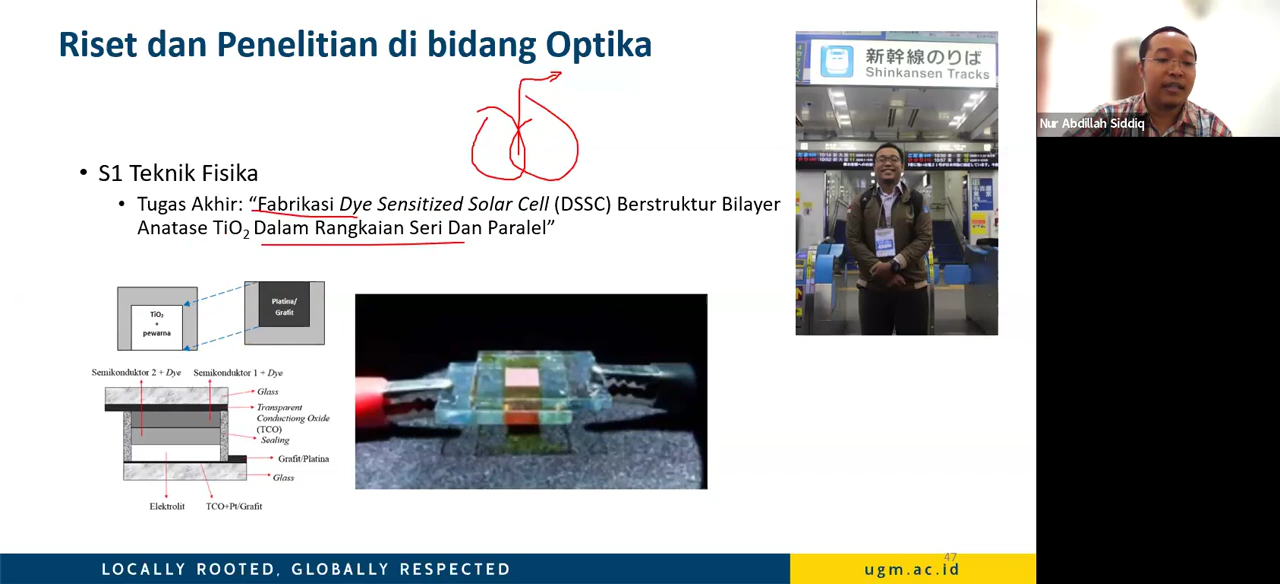 Riset dan Penelitian di bidang Optika
新幹線のりば
Shinkansen Tracks
Nur Abdillah Siddiq
• S1 Teknik Fisika
• Tugas Akhir: “Fabrikasi Dye Sensitized Solar Cell (DSSC) Berstruktur Bilayer
Anatase TiO2 Dalam Rangkaian Seri Dan Paralel”
TiO2
+
pewarna
Platina/
Grafit
Semikonduktor 2 + Dye
Semikonduktor 1 + Dye
Glass
Transparent
Conductiong Oxide
(TCO)
Sealing
Grafit/Platina
Glass
Elektrolit
TCO+Pt/Grafit
47
LOCALLY ROOTED, GLOBALLY RESPECTED
ugm.ac.id